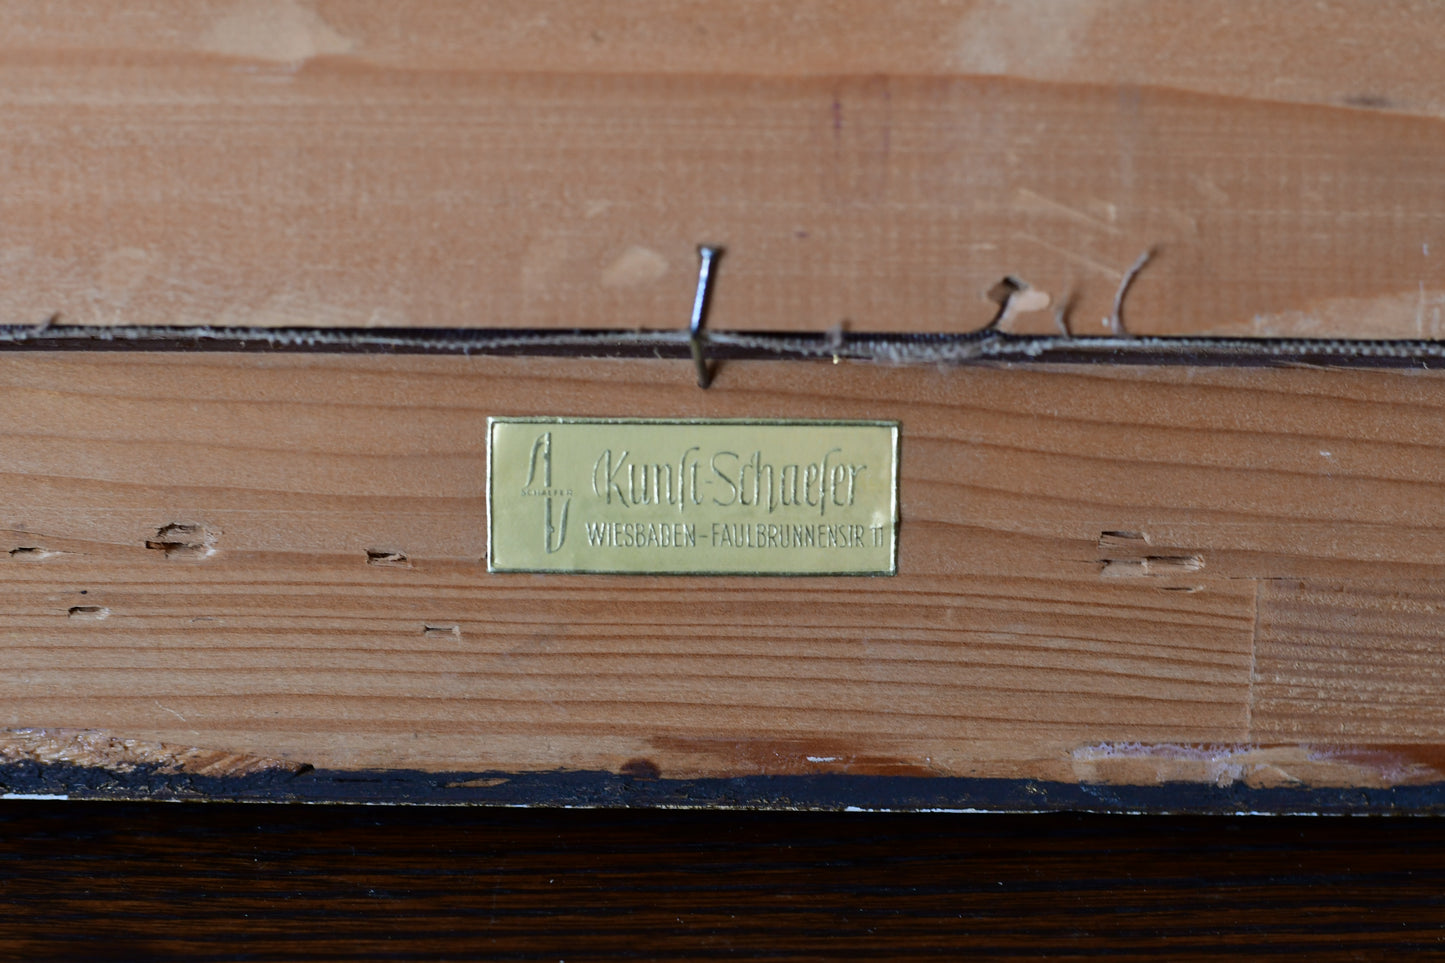 SCHAEFER
Kunſt-Schaefer
WIESBADEN-FAULBRUNNENSTR 11